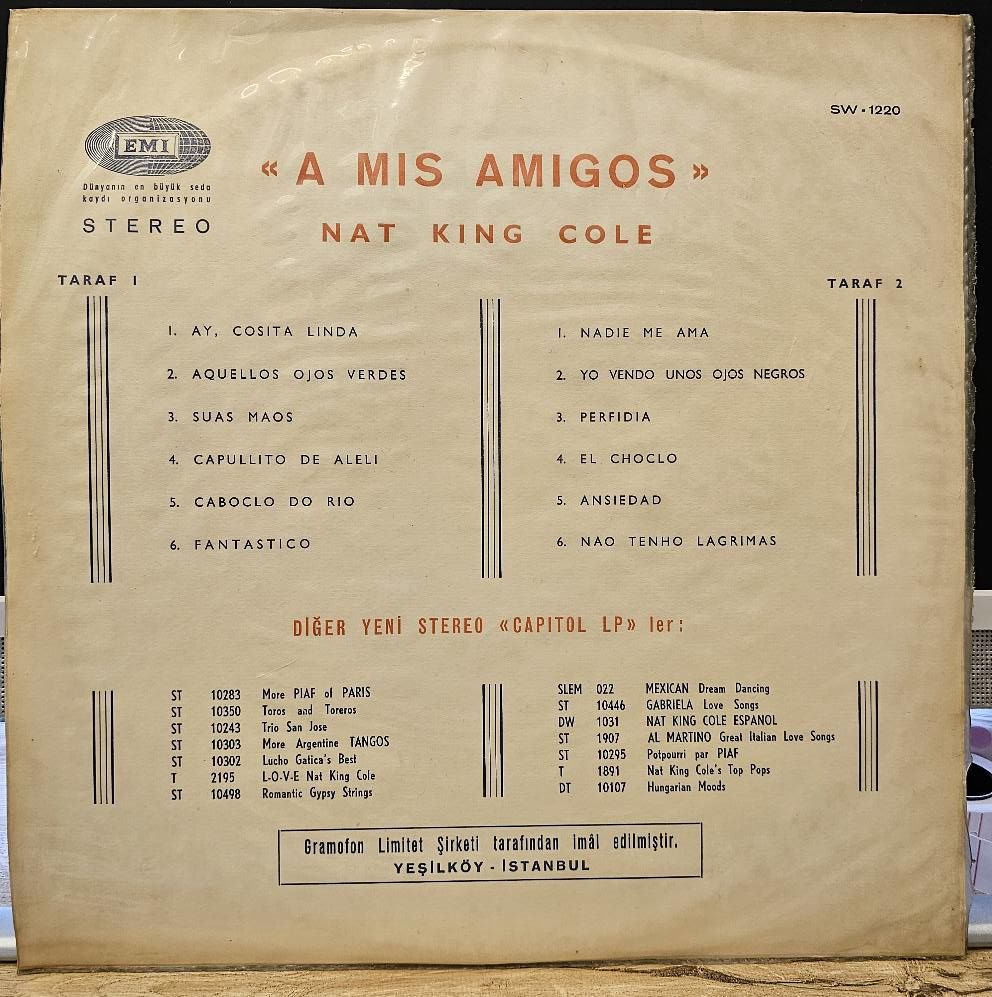 SW-1220
EMI
Dünyanın en büyük seda
kaydı organizasyonu
STEREO
«A MIS AMIGOS»
NAT KING COLE
TARAF 1
1. AY, COSITA LINDA
2. AQUELLOS OJOS VERDES
3. SUAS MAOS
4. CAPULLITO DE ALELI
5. CABOCLO DO RIO
6. FANTASTICO
TARAF 2
1. NADIE ME AMA
2. YO VENDO UNOS OJOS NEGROS
3. PERFIDIA
4. EL CHOCLO
5. ANSIEDAD
6. NAO TENHO LAGRIMAS
DİĞER YENİ STEREO «CAPITOL LP» ler:
ST 10283 More PIAF of PARIS
ST 10350 Toros and Toreros
ST 10243 Trio San Jose
ST 10303 More Argentine TANGOS
ST 10302 Lucho Gatica's Best
T 2195 L-O-V-E Nat King Cole
ST 10498 Romantic Gypsy Strings
SLEM 022 MEXICAN Dream Dancing
ST 10446 GABRIELA Love Songs
DW 1031 NAT KING COLE ESPANOL
ST 1907 AL MARTINO Great Italian Love Songs
ST 10295 Potpourri par PIAF
T 1891 Nat King Cole's Top Pops
DT 10107 Hungarian Moods
Gramofon Limitet Şirketi tarafından imâl edilmiştir.
YEŞİLKÖY - İSTANBUL